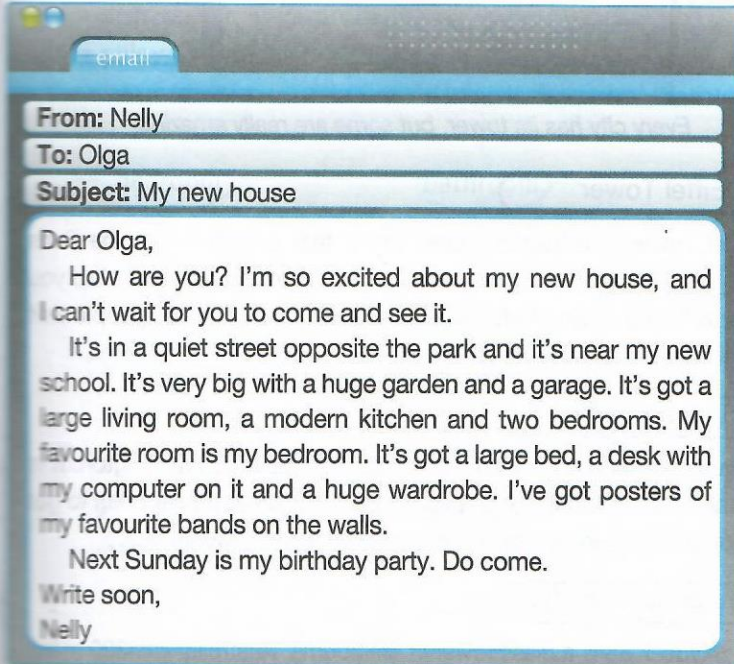 email
From: Nelly
To: Olga
Subject: My new house
Dear Olga,
How are you? I'm so excited about my new house, and
I can't wait for you to come and see it.
It's in a quiet street opposite the park and it's near my new
school. It's very big with a huge garden and a garage. It's got a
large living room, a modern kitchen and two bedrooms. My
favourite room is my bedroom. It's got a large bed, a desk with
my computer on it and a huge wardrobe. I've got posters of
my favourite bands on the walls.
Next Sunday is my birthday party. Do come.
Write soon,
Nelly